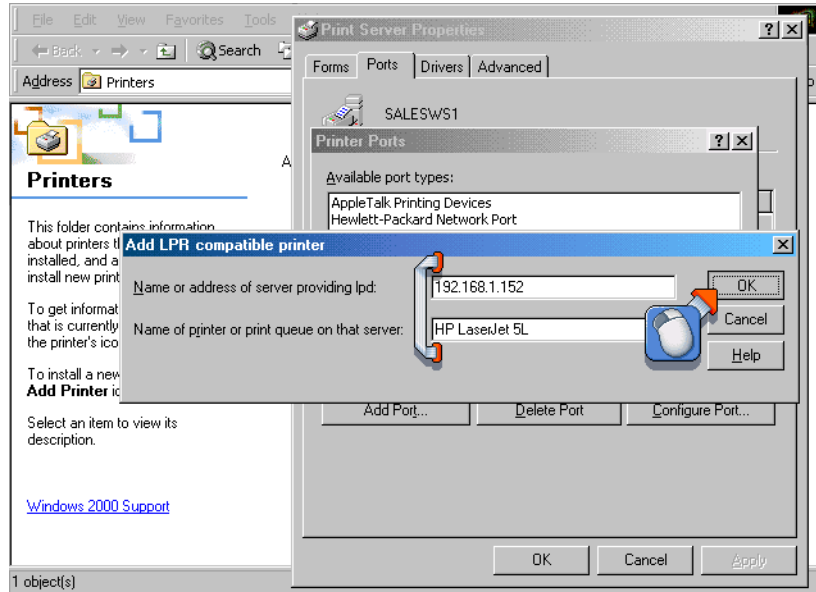 File Edit View Favorites Tools
Back Search
Address Printers
Printers
This folder contains information
about printers
installed, and a
install new print
To get informat
that is currently
the printer's ico
To install a new
Add Printer
Select an item to view its
description.
Windows 2000 Support
1 object(s)
Print Server Properties
Forms Ports Drivers Advanced
SALESWS1
Printer Ports
Available port types:
AppleTalk Printing Devices
Hewlett-Packard Network Port
Add LPR compatible printer
Name or address of server providing lpd: 192.168.1.152
Name of printer or print queue on that server: HP LaserJet 5L
OK
Cancel
Help
Add Port... Delete Port Configure Port...
OK Cancel Apply